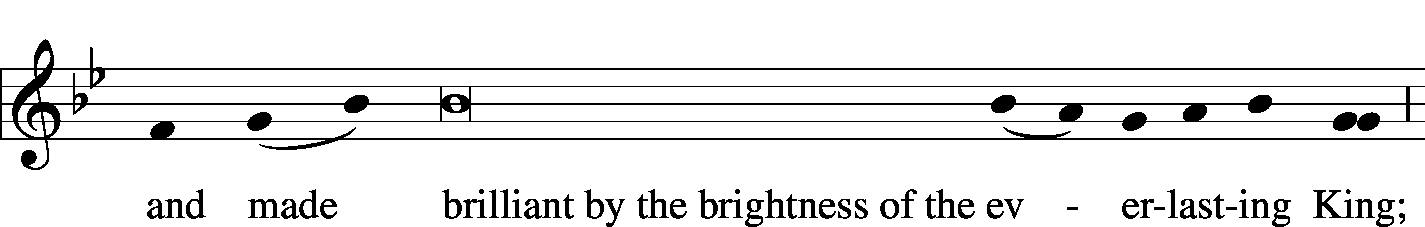 and made brilliant by the brightness of the ev - er-last-ing King;